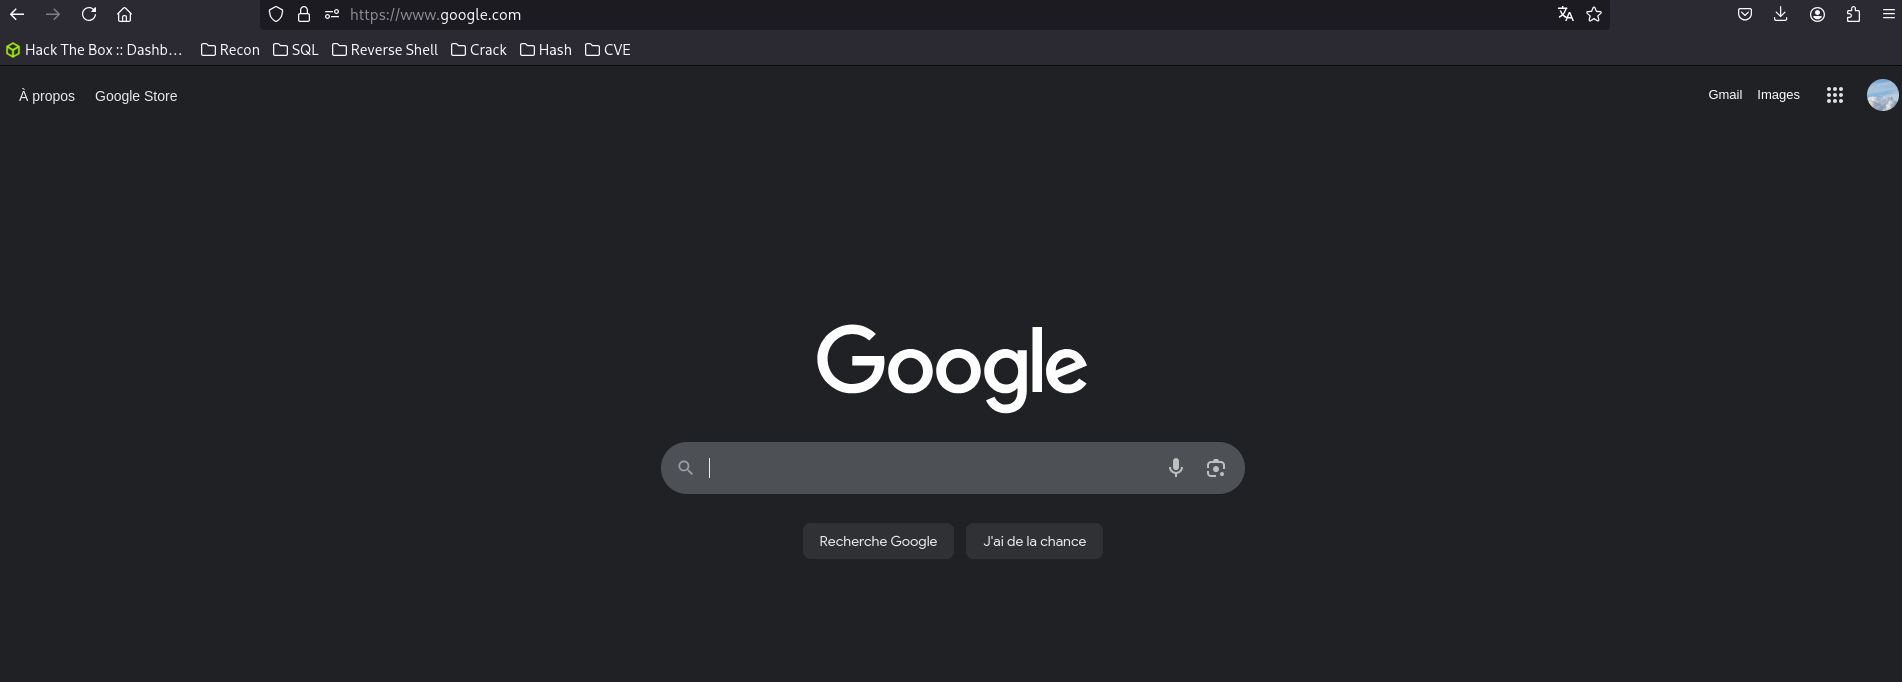 https://www.google.com
Hack The Box :: Dashb… Recon SQL Reverse Shell Crack Hash CVE
À propos Google Store Gmail Images
Google
Recherche Google J'ai de la chance